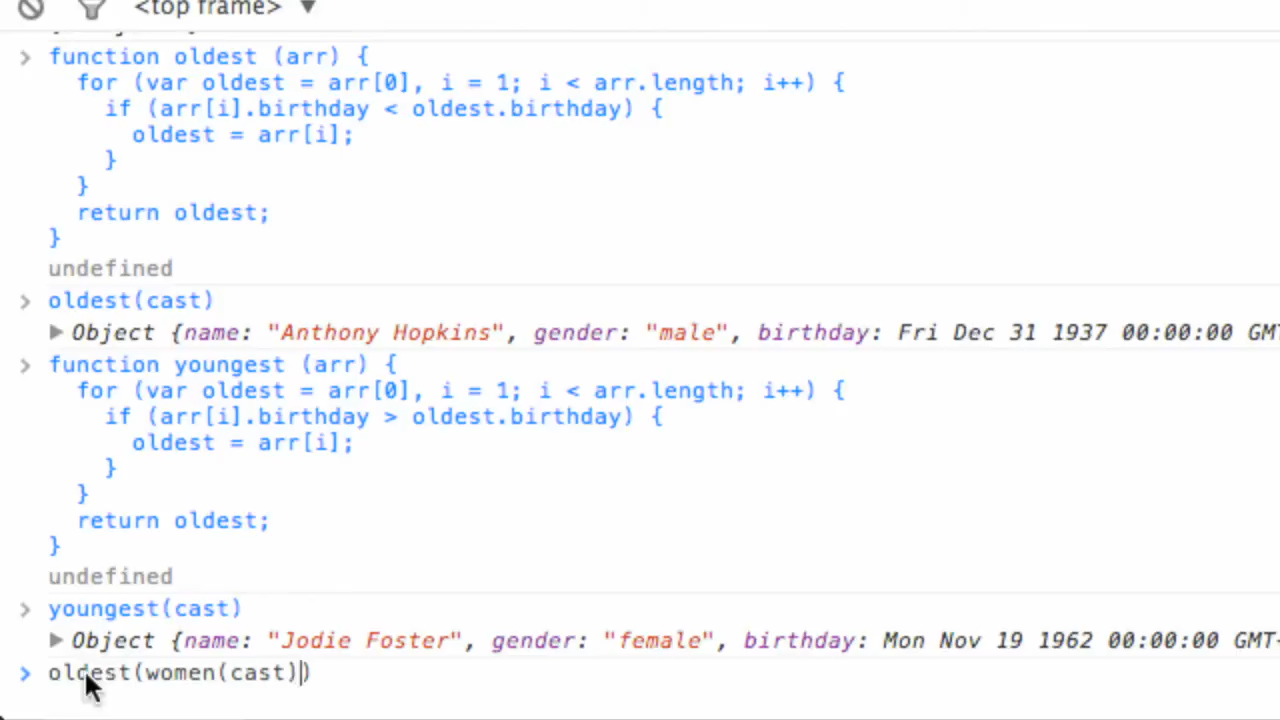 <top frame> ▼
> function oldest (arr) {
for (var oldest = arr[0], i = 1; i < arr.length; i++) {
if (arr[i].birthday < oldest.birthday) {
oldest = arr[i];
}
}
return oldest;
}
undefined
> oldest(cast)
▶ Object {name: "Anthony Hopkins", gender: "male", birthday: Fri Dec 31 1937 00:00:00 GM
> function youngest (arr) {
for (var oldest = arr[0], i = 1; i < arr.length; i++) {
if (arr[i].birthday > oldest.birthday) {
oldest = arr[i];
}
}
return oldest;
}
undefined
> youngest(cast)
▶ Object {name: "Jodie Foster", gender: "female", birthday: Mon Nov 19 1962 00:00:00 GMT
> oldest(women(cast))